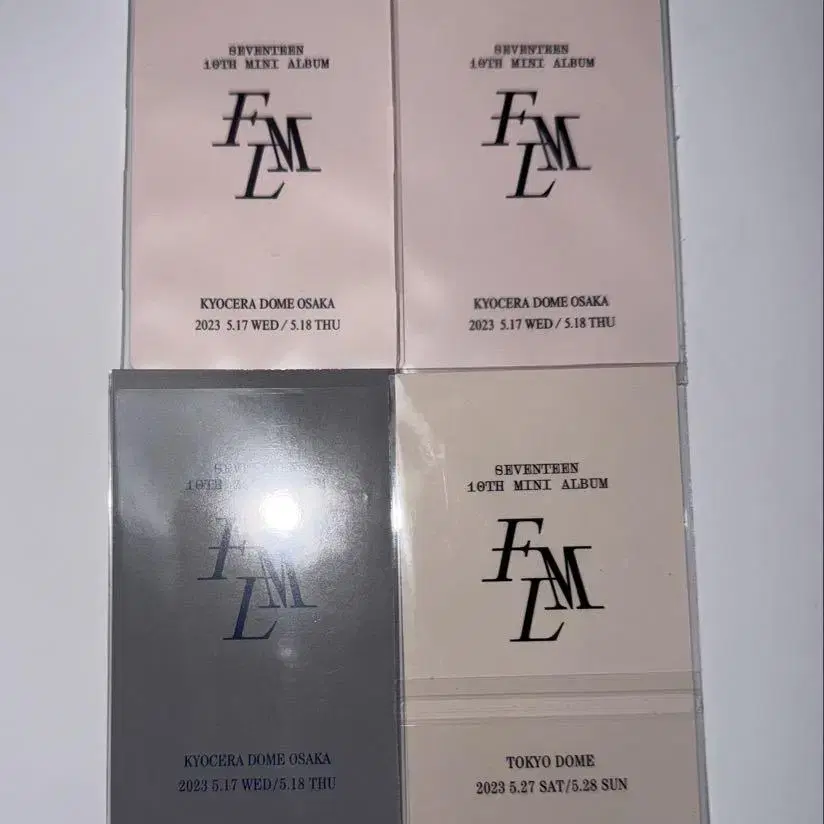 SEVENTEEN
10TH MINI ALBUM
FML
KYOCERA DOME OSAKA
2023 5.17 WED / 5.18 THU
SEVENTEEN
10TH MINI ALBUM
FML
KYOCERA DOME OSAKA
2023 5.17 WED / 5.18 THU
SEVENTEEN
10TH
FML
KYOCERA DOME OSAKA
2023 5.17 WED/5.18 THU
SEVENTEEN
10TH MINI ALBUM
FML
TOKYO DOME
2023 5.27 SAT/5.28 SUN